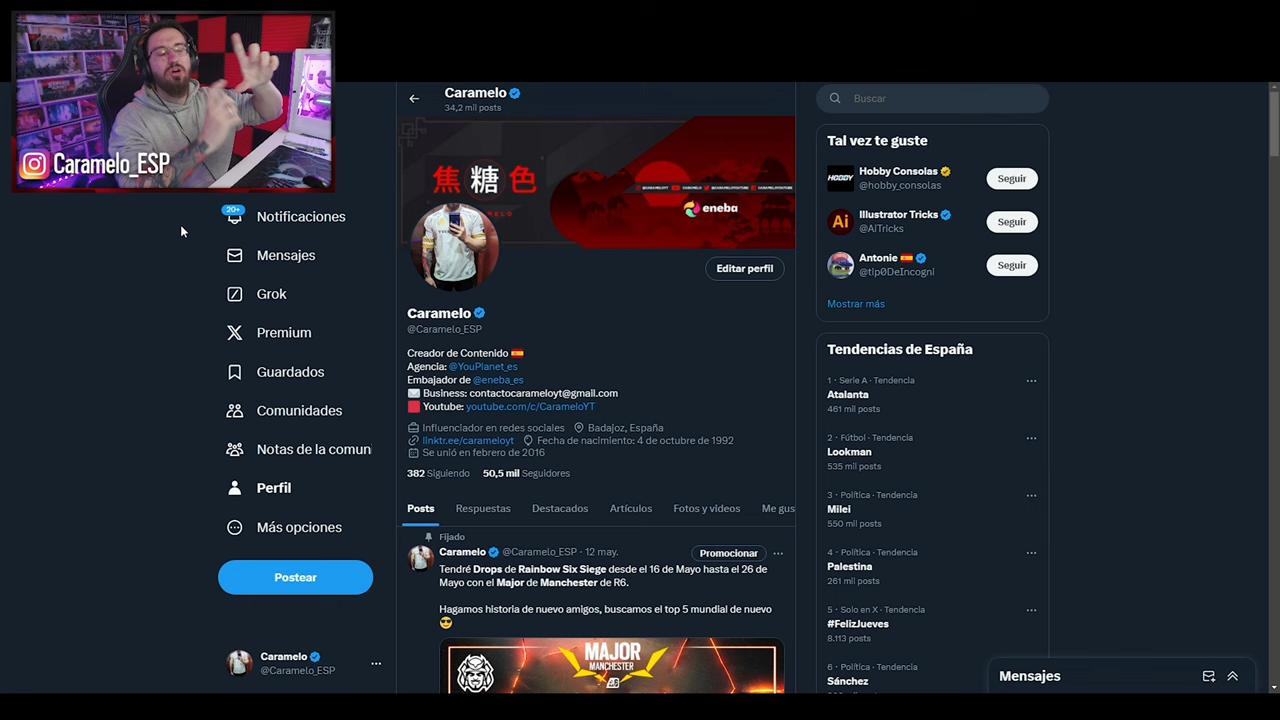 Caramelo_ESP
20+
Notificaciones
Mensajes
Grok
Premium
Guardados
Comunidades
Notas de la comun
Perfil
Más opciones
Postear
Caramelo
@Caramelo_ESP
Caramelo
34,2 mil posts
焦糖色
eneba
Editar perfil
Caramelo
@Caramelo_ESP
Creador de Contenido 🇪🇸
Agencia: @YouPlanet_es
Embajador de @eneba_es
✉️ Business: contactocarameloyt@gmail.com
🟥 Youtube: youtube.com/c/CarameloYT
Influenciador en redes sociales Badajoz, España
linktr.ee/carameloyt Fecha de nacimiento: 4 de octubre de 1992
Se unió en febrero de 2016
382 Siguiendo 50,5 mil Seguidores
Posts Respuestas Destacados Artículos Fotos y videos Me gus
Fijado
Caramelo @Caramelo_ESP · 12 may.
Promocionar
Tendré Drops de Rainbow Six Siege desde el 16 de Mayo hasta el 26 de
Mayo con el Major de Manchester de R6.
Hagamos historia de nuevo amigos, buscamos el top 5 mundial de nuevo
😎
MAJOR
MANCHESTER
Buscar
Tal vez te guste
HOBBY
Hobby Consolas
@hobby_consolas
Seguir
Ai
Illustrator Tricks
@AITricks
Seguir
Antonie 🇪🇸
@tip0DeIncogni
Seguir
Mostrar más
Tendencias de España
1 · Serie A · Tendencia
Atalanta
461 mil posts
2 · Fútbol · Tendencia
Lookman
535 mil posts
3 · Política · Tendencia
Milei
550 mil posts
4 · Política · Tendencia
Palestina
261 mil posts
5 · Solo en X · Tendencia
#FelizJueves
8.113 posts
6 · Política · Tendencia
Sánchez
Mensajes